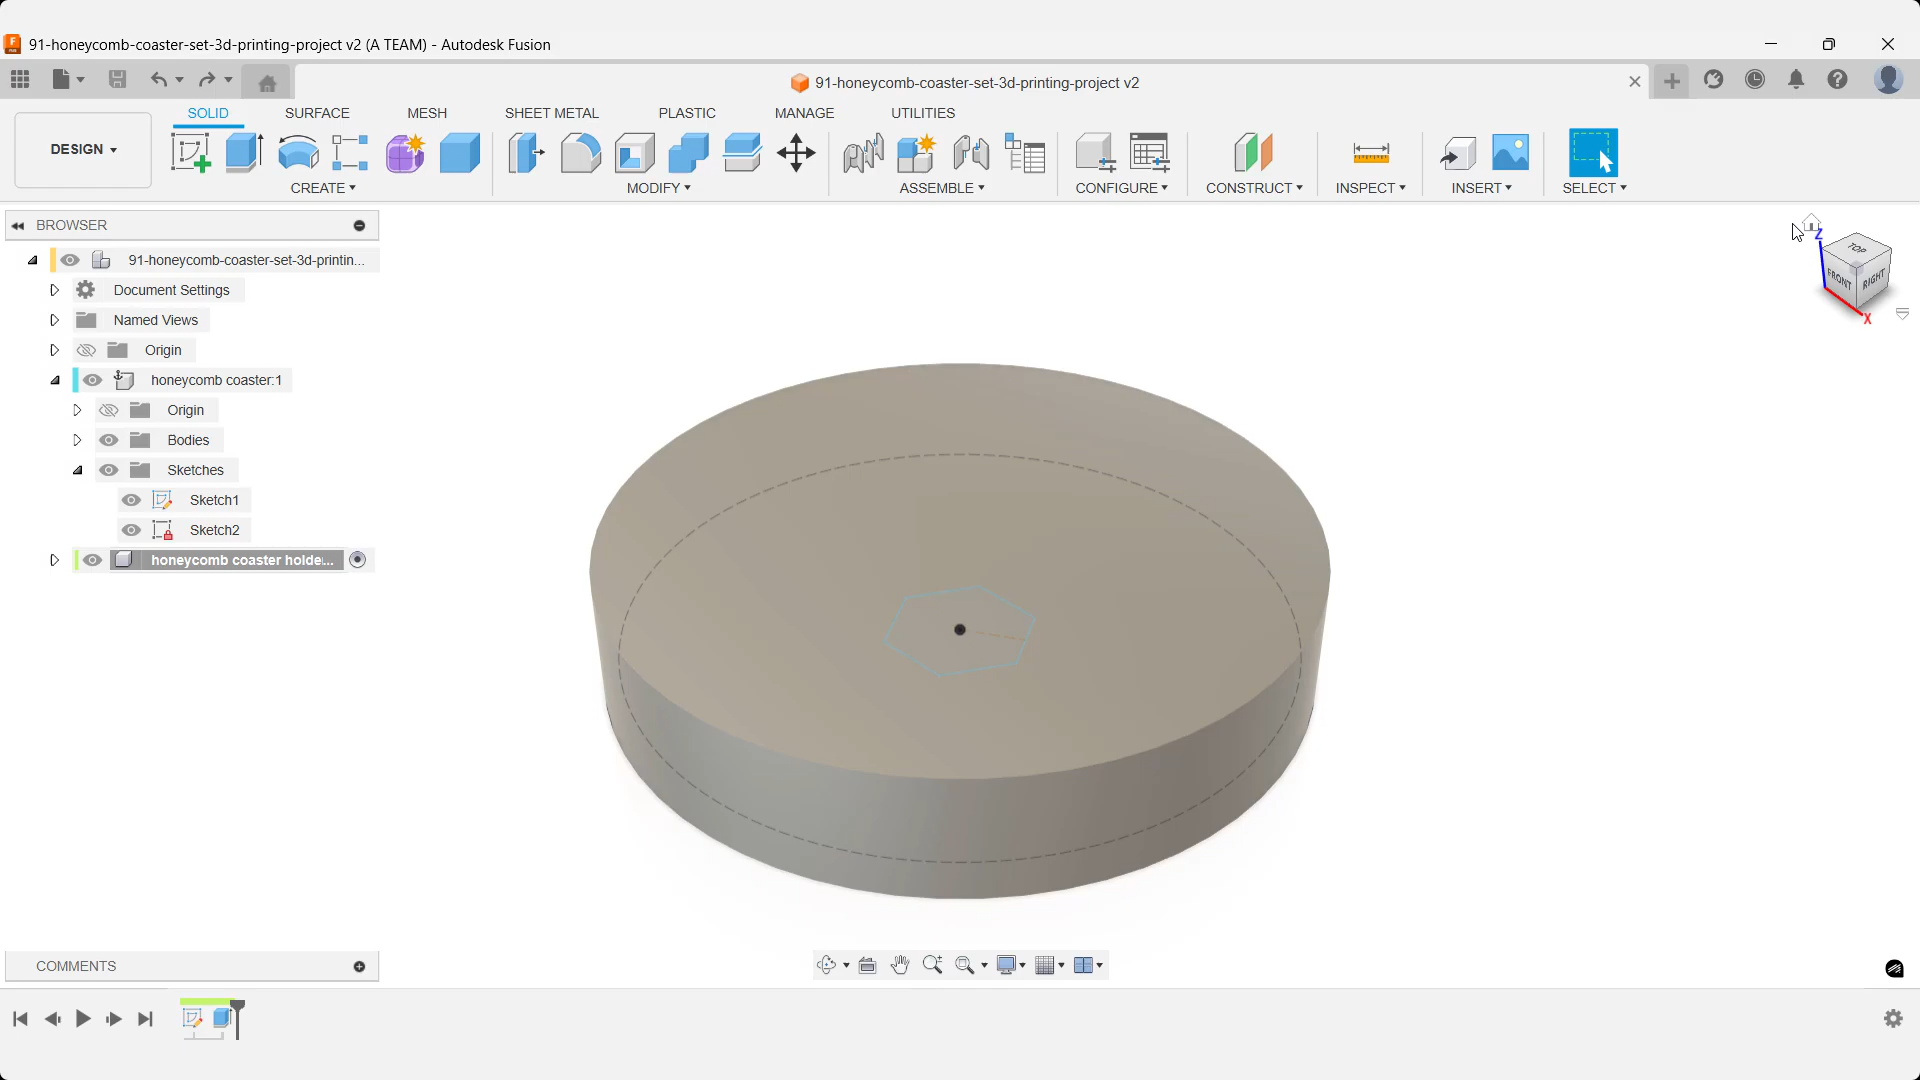 91-honeycomb-coaster-set-3d-printing-project v2 (A TEAM) - Autodesk Fusion
91-honeycomb-coaster-set-3d-printing-project v2
SOLID SURFACE MESH SHEET METAL PLASTIC MANAGE UTILITIES
DESIGN
CREATE MODIFY ASSEMBLE CONFIGURE CONSTRUCT INSPECT INSERT SELECT
BROWSER
91-honeycomb-coaster-set-3d-printin...
Document Settings
Named Views
Origin
honeycomb coaster:1
Origin
Bodies
Sketches
Sketch1
Sketch2
honeycomb coaster holde...
Z
TOP
FRONT RIGHT
X
COMMENTS